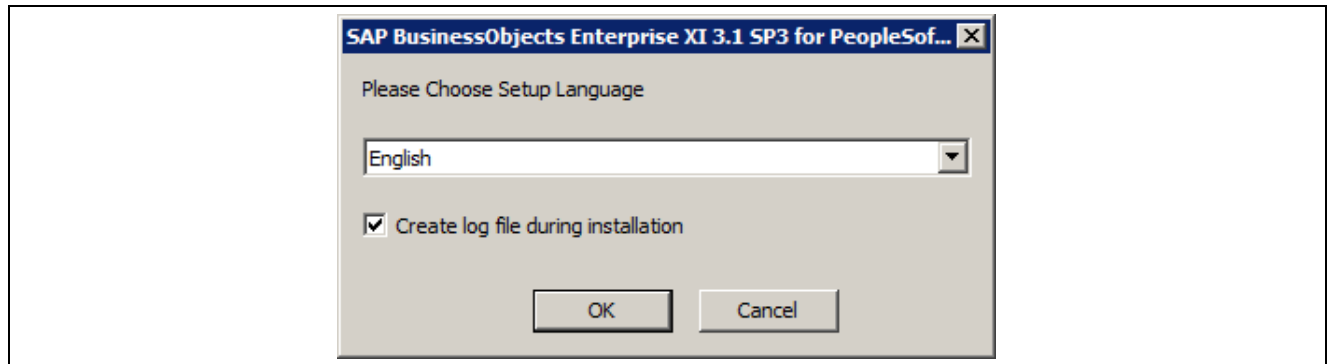 SAP BusinessObjects Enterprise XI 3.1 SP3 for PeopleSof...
Please Choose Setup Language
English
Create log file during installation
OK Cancel